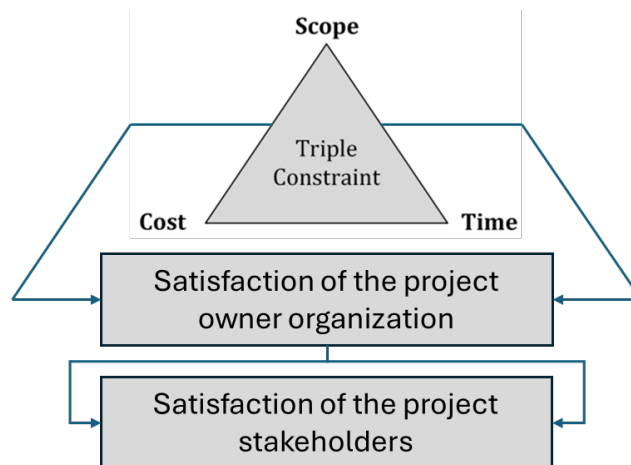 Scope
Triple
Constraint
Cost
Time
Satisfaction of the project
owner organization
Satisfaction of the project
stakeholders